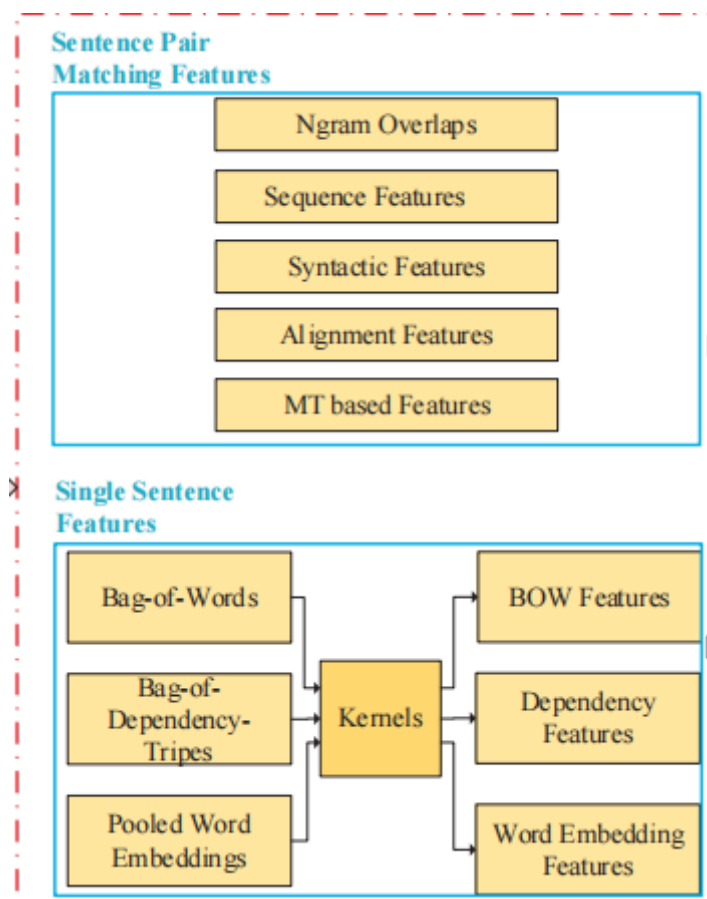 Sentence Pair
Matching Features
Ngram Overlaps
Sequence Features
Syntactic Features
Alignment Features
MT based Features
Single Sentence
Features
Bag-of-Words
BOW Features
Bag-of-
Dependency-
Tripes
Kernels
Dependency
Features
Pooled Word
Embeddings
Word Embedding
Features